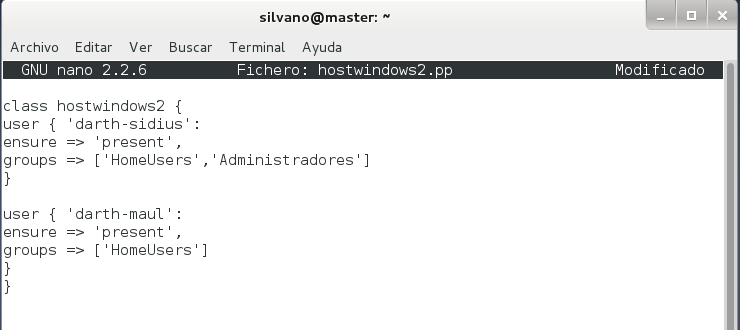 silvano@master: ~
Archivo Editar Ver Buscar Terminal Ayuda
GNU nano 2.2.6 Fichero: hostwindows2.pp Modificado
class hostwindows2 {
user { 'darth-sidius':
ensure => 'present',
groups => ['HomeUsers','Administradores']
}
user { 'darth-maul':
ensure => 'present',
groups => ['HomeUsers']
}
}